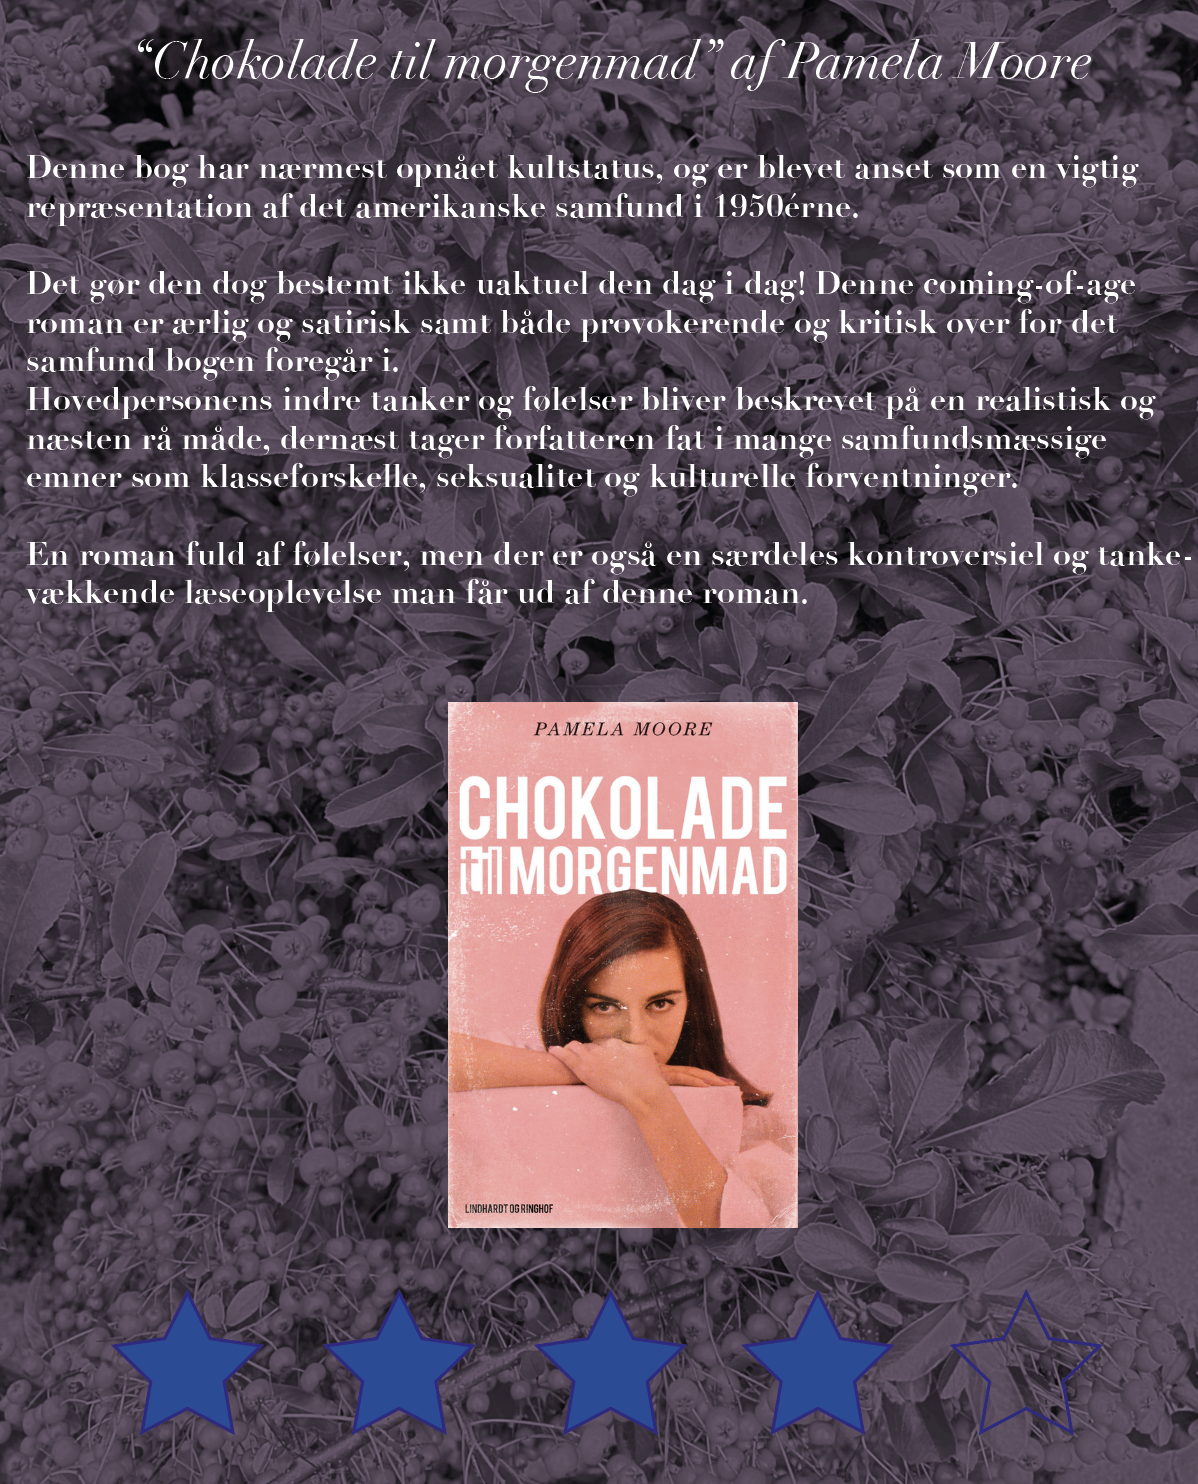 “Chokolade til morgenmad” af Pamela Moore
Denne bog har nærmest opnået kultstatus, og er blevet anset som en vigtig
repræsentation af det amerikanske samfund i 1950érne.
Det gør den dog bestemt ikke uaktuel den dag i dag! Denne coming-of-age
roman er ærlig og satirisk samt både provokerende og kritisk over for det
samfund bogen foregår i.
Hovedpersonens indre tanker og følelser bliver beskrevet på en realistisk og
næsten rå måde, dernæst tager forfatteren fat i mange samfundsmæssige
emner som klasseforskelle, seksualitet og kulturelle forventninger.
En roman fuld af følelser, men der er også en særdeles kontroversiel og tanke-
vækkende læseoplevelse man får ud af denne roman.
PAMELA MOORE
CHOKOLADE
til MORGENMAD
LINDHARDT OG RINGHOF